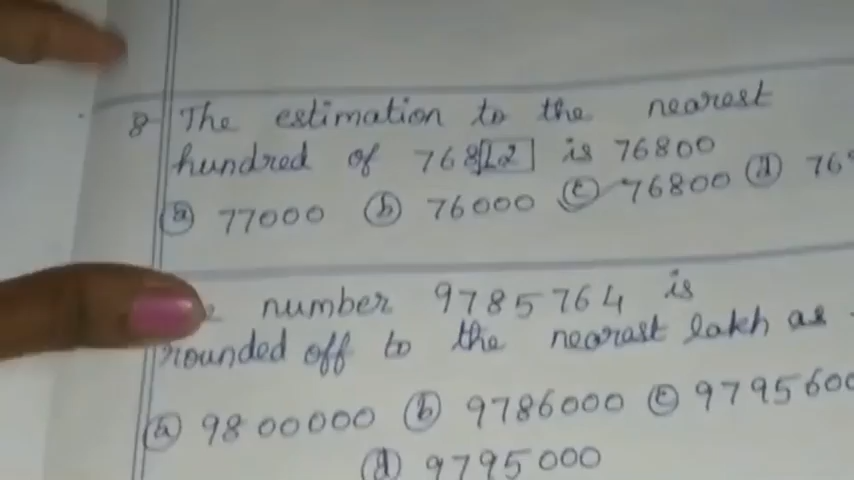 8 The estimation to the nearest
hundred of 76812 is 76800
(a) 77000 (b) 76000 (c) 76800 (d)
number 9785764 is
rounded off to the nearest lakh as
(a) 9800000 (b) 9786000 (c) 9795600
(d) 9795000